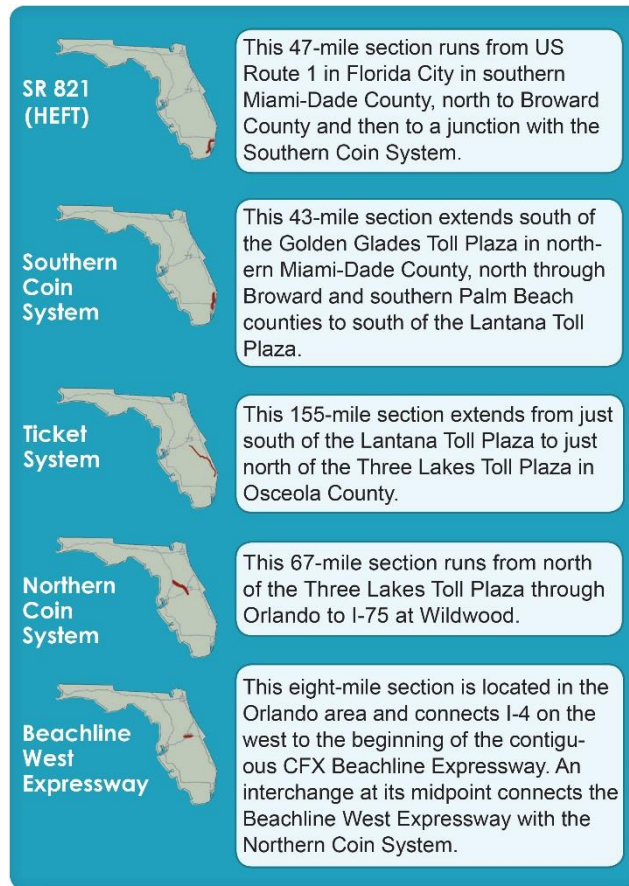 SR 821
(HEFT)
This 47-mile section runs from US
Route 1 in Florida City in southern
Miami-Dade County, north to Broward
County and then to a junction with the
Southern Coin System.
Southern
Coin
System
This 43-mile section extends south of
the Golden Glades Toll Plaza in north-
ern Miami-Dade County, north through
Broward and southern Palm Beach
counties to south of the Lantana Toll
Plaza.
Ticket
System
This 155-mile section extends from just
south of the Lantana Toll Plaza to just
north of the Three Lakes Toll Plaza in
Osceola County.
Northern
Coin
System
This 67-mile section runs from north
of the Three Lakes Toll Plaza through
Orlando to I-75 at Wildwood.
Beachline
West
Expressway
This eight-mile section is located in the
Orlando area and connects I-4 on the
west to the beginning of the contigu-
ous CFX Beachline Expressway. An
interchange at its midpoint connects the
Beachline West Expressway with the
Northern Coin System.